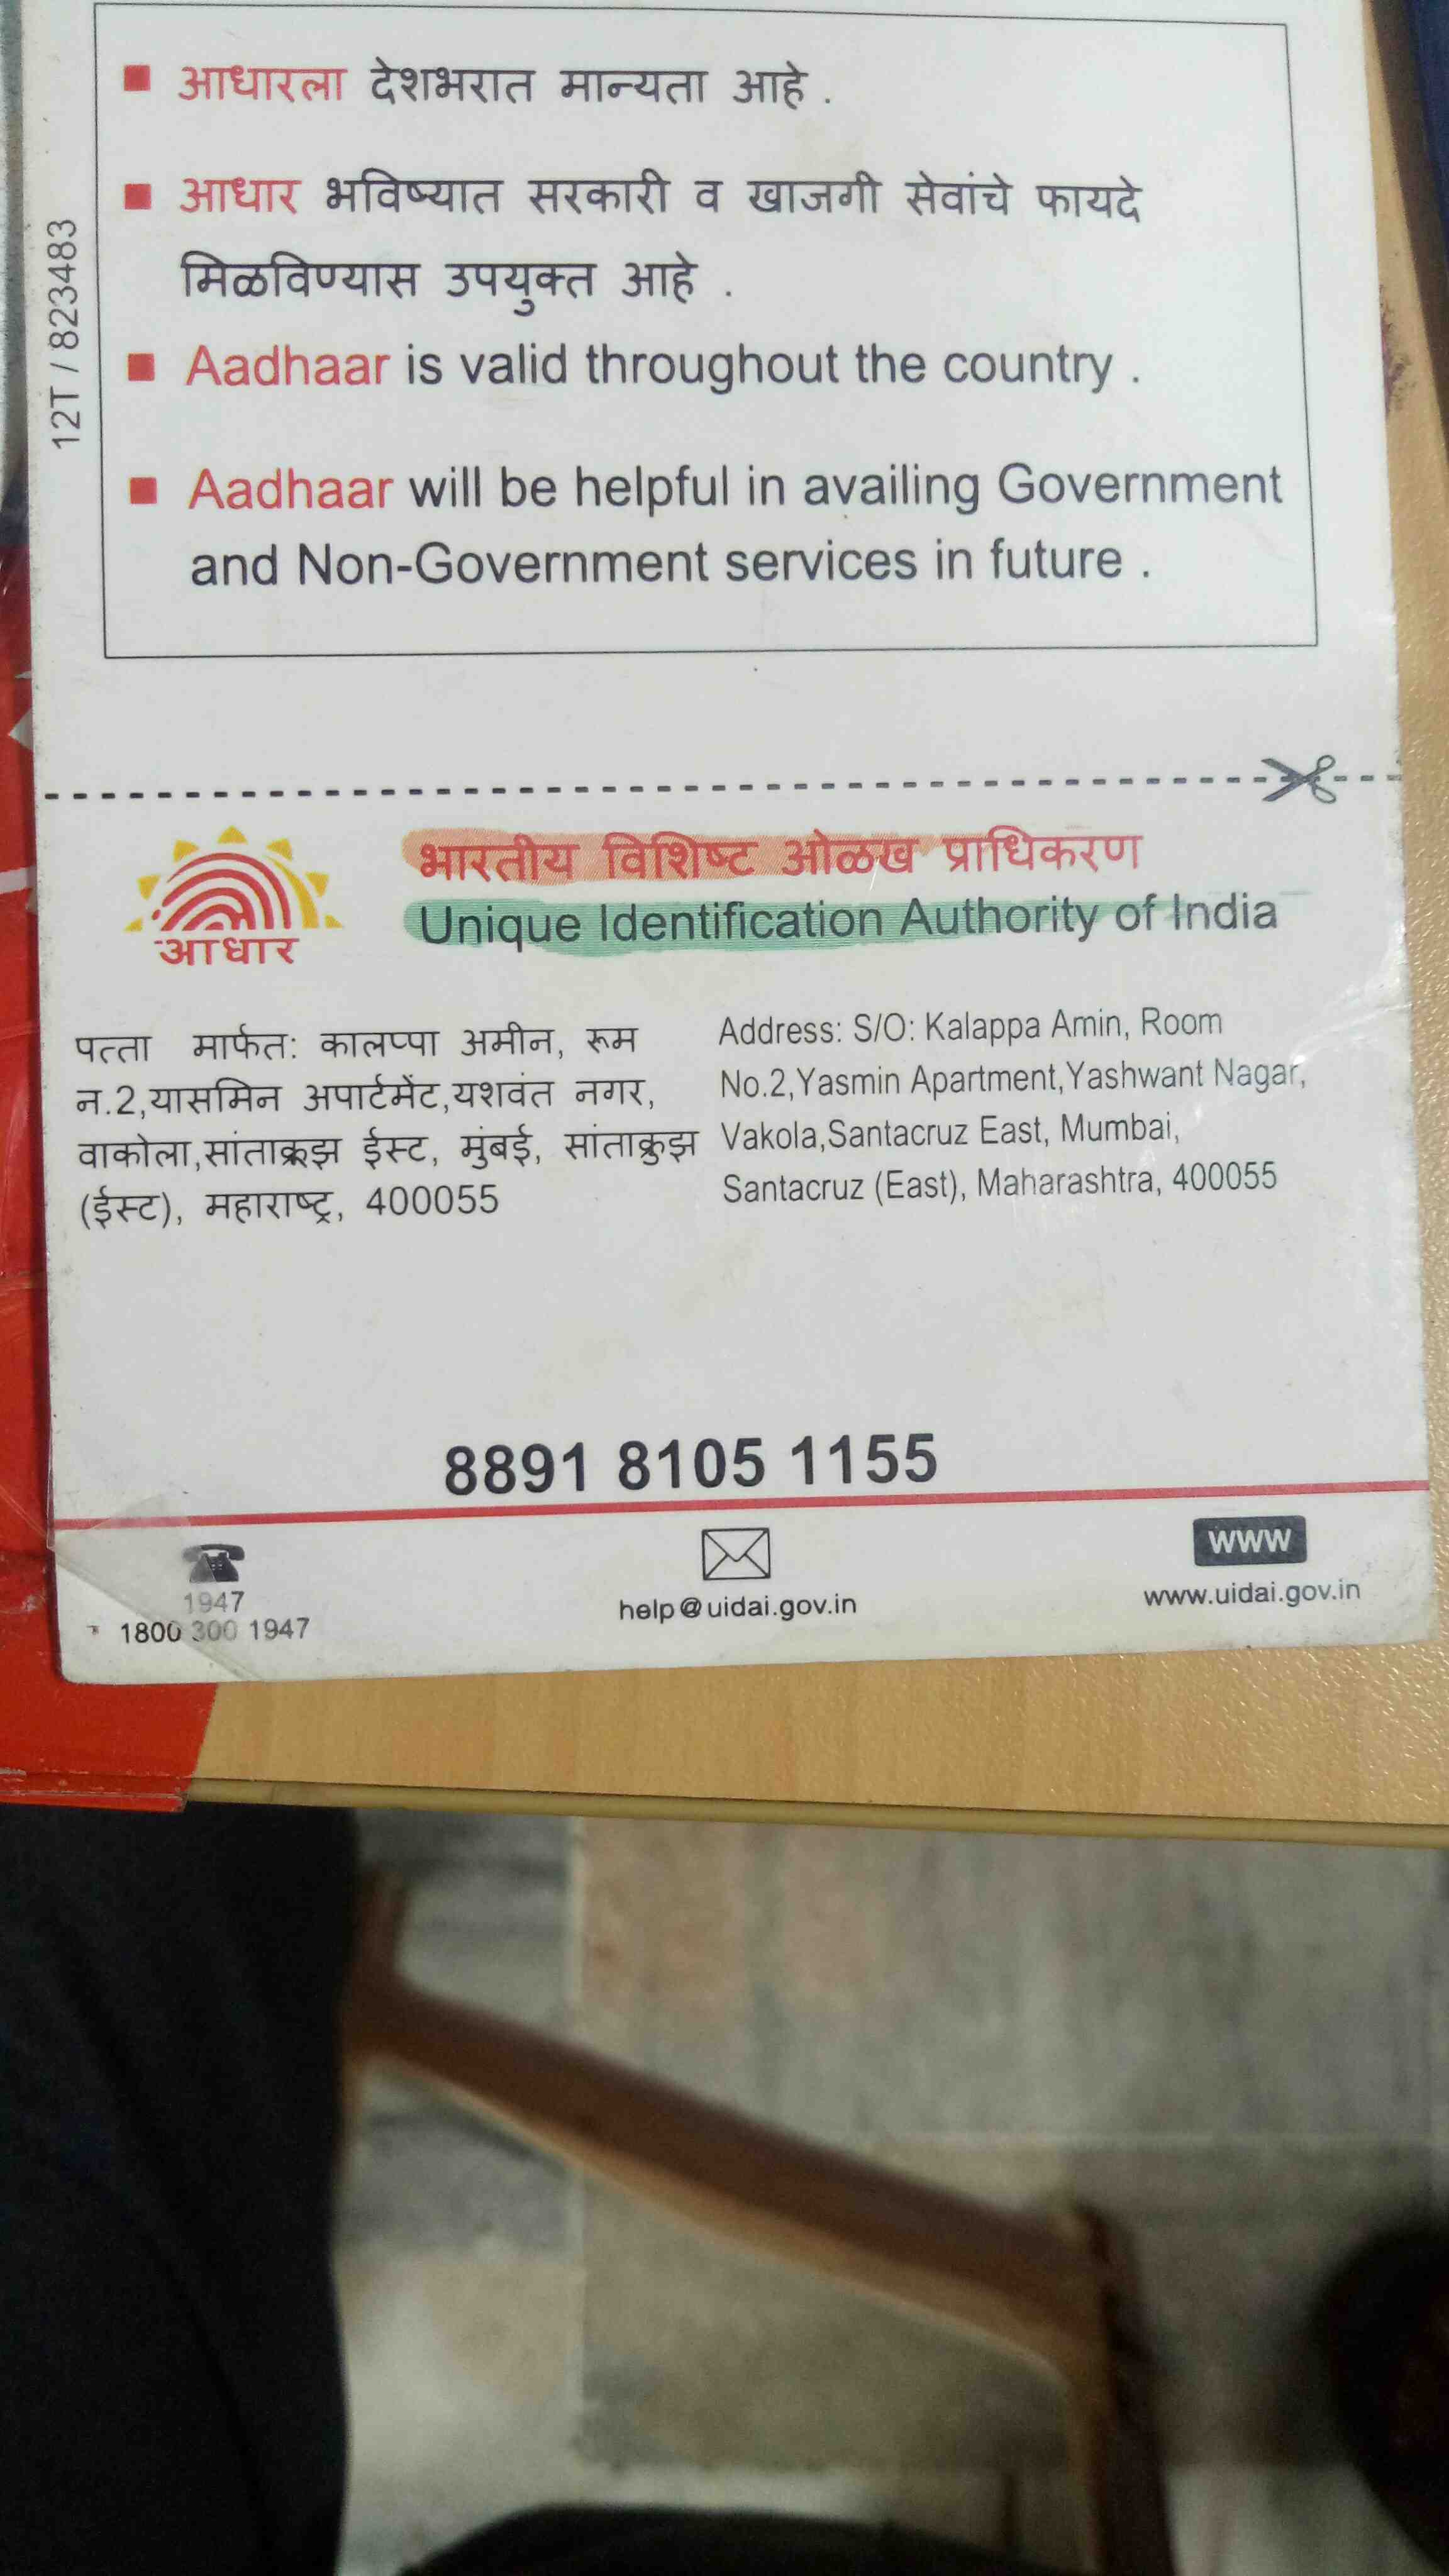 आधारला देशभरात मान्यता आहे .
आधार भविष्यात सरकारी व खाजगी सेवांचे फायदे
मिळविण्यास उपयुक्त आहे .
Aadhaar is valid throughout the country .
Aadhaar will be helpful in availing Government
and Non-Government services in future .
12T / 823483
आधार
भारतीय विशिष्ट ओळख प्राधिकरण
Unique Identification Authority of India
पत्ता मार्फत: कालप्पा अमीन, रूम
न.2,यासमिन अपार्टमेंट,यशवंत नगर,
वाकोला,सांताक्रूझ ईस्ट, मुंबई, सांताक्रुझ
(ईस्ट), महाराष्ट्र, 400055
Address: S/O: Kalappa Amin, Room
No.2,Yasmin Apartment,Yashwant Nagar,
Vakola,Santacruz East, Mumbai,
Santacruz (East), Maharashtra, 400055
8891 8105 1155
1947
1800 300 1947
help@uidai.gov.in
www
www.uidai.gov.in